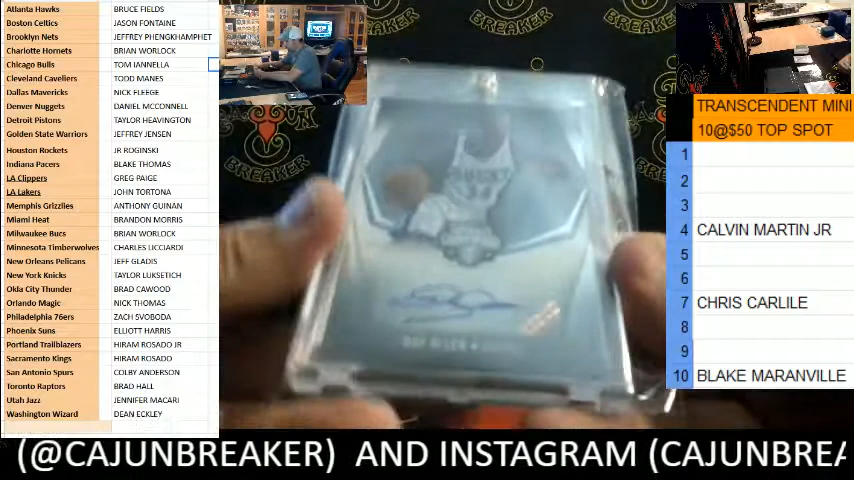 Atlanta Hawks BRUCE FIELDS
Boston Celtics JASON FONTAINE
Brooklyn Nets JEFFREY PHENGKHAMPHET
Charlotte Hornets BRIAN WORLOCK
Chicago Bulls TOM IANNELLA
Cleveland Cavaliers TODD MANES
Dallas Mavericks NICK FLEEGE
Denver Nuggets DANIEL MCCONNELL
Detroit Pistons TAYLOR HEAVINGTON
Golden State Warriors JEFFREY JENSEN
Houston Rockets JR ROGINSKI
Indiana Pacers BLAKE THOMAS
LA Clippers GREG PAIGE
LA Lakers JOHN TORTONA
Memphis Grizzlies ANTHONY GUINAN
Miami Heat BRANDON MORRIS
Milwaukee Bucs BRIAN WORLOCK
Minnesota Timberwolves CHARLES LICCIARDI
New Orleans Pelicans JEFF GLADIS
New York Knicks TAYLOR LUKSETICH
Okla City Thunder BRAD CAWOOD
Orlando Magic NICK THOMAS
Philadelphia 76ers ZACH SVOBODA
Phoenix Suns ELLIOTT HARRIS
Portland Trailblazers HIRAM ROSADO JR
Sacramento Kings HIRAM ROSADO
San Antonio Spurs COLBY ANDERSON
Toronto Raptors BRAD HALL
Utah Jazz JENNIFER MACARI
Washington Wizard DEAN ECKLEY
BREAKER
BREAKER
BREAKER
RAY ALLEN
TRANSCENDENT MINI
10@$50 TOP SPOT
1
2
3
4 CALVIN MARTIN JR
5
6
7 CHRIS CARLILE
8
9
10 BLAKE MARANVILLE
(@CAJUNBREAKER) AND INSTAGRAM (CAJUNBREA